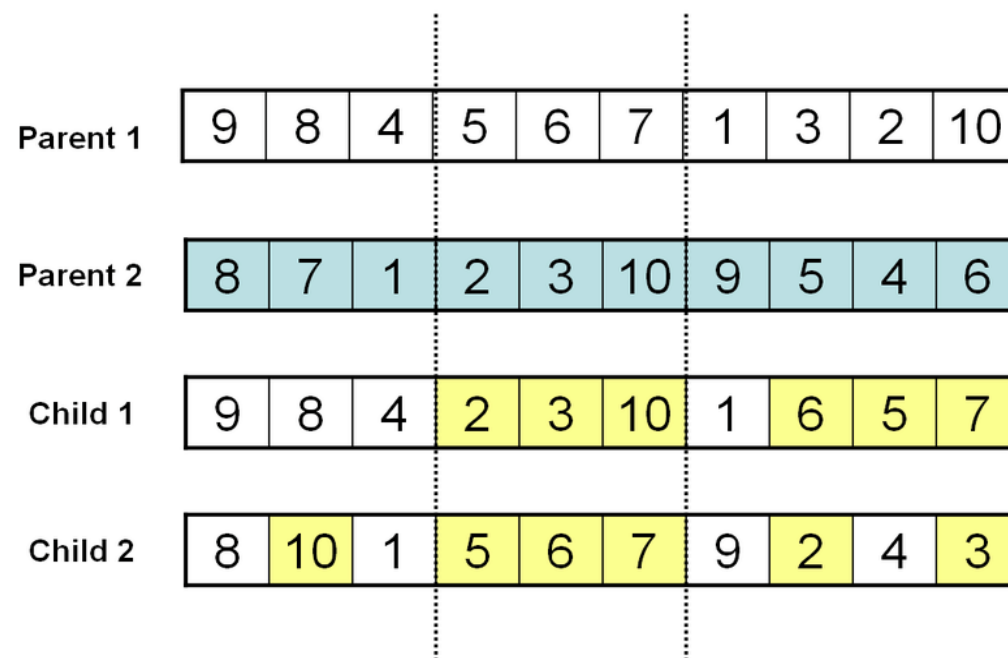 Parent 1 9 8 4 5 6 7 1 3 2 10
Parent 2 8 7 1 2 3 10 9 5 4 6
Child 1 9 8 4 2 3 10 1 6 5 7
Child 2 8 10 1 5 6 7 9 2 4 3